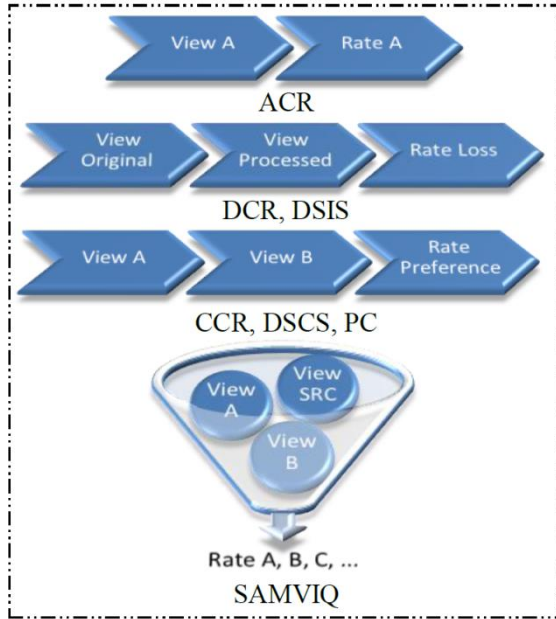 View A Rate A
ACR
View Original View Processed Rate Loss
DCR, DSIS
View A View B Rate Preference
CCR, DSCS, PC
View A View SRC
View B
Rate A, B, C, ...
SAMVIQ